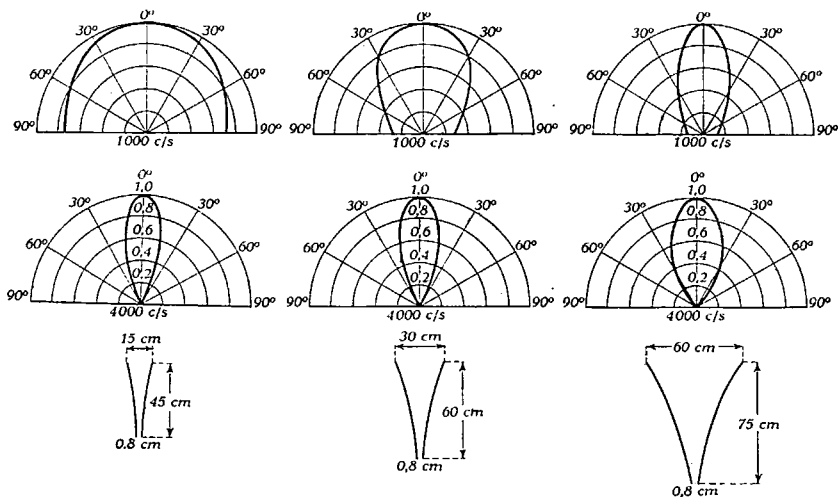 0° 0° 0°
30° 30° 30° 30° 30° 30°
60° 60° 60° 60° 60° 60°
90° 90° 90° 90° 90° 90°
1000 c/s 1000 c/s 1000 c/s
0° 0° 0°
1,0 1,0 1,0
30° 30° 30° 30° 30° 30°
0,8 0,8 0,8
60° 0,6 60° 60° 0,6 60° 60° 0,6 60°
0,4 0,4 0,4
0,2 0,2 0,2
90° 90° 90° 90° 90° 90°
4000 c/s 4000 c/s 4000 c/s
15 cm 30 cm 60 cm
45 cm 60 cm 75 cm
0.8 cm 0,8 cm 0,8 cm